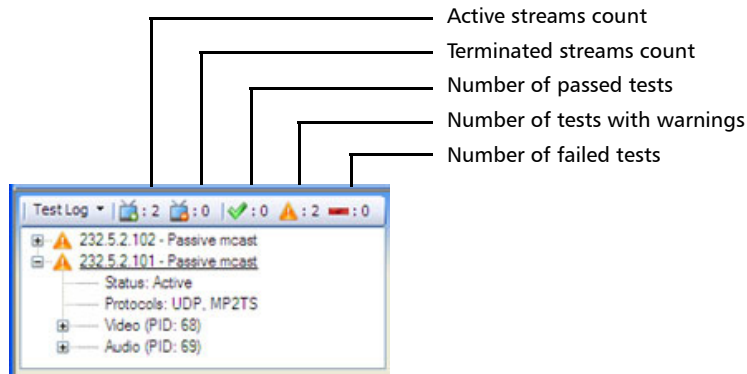 Active streams count
Terminated streams count
Number of passed tests
Number of tests with warnings
Number of failed tests
Test Log : 2 : 0 : 0 : 2 : 0
232.5.2.102 - Passive mcast
232.5.2.101 - Passive mcast
Status: Active
Protocols: UDP, MP2TS
Video (PID: 68)
Audio (PID: 69)